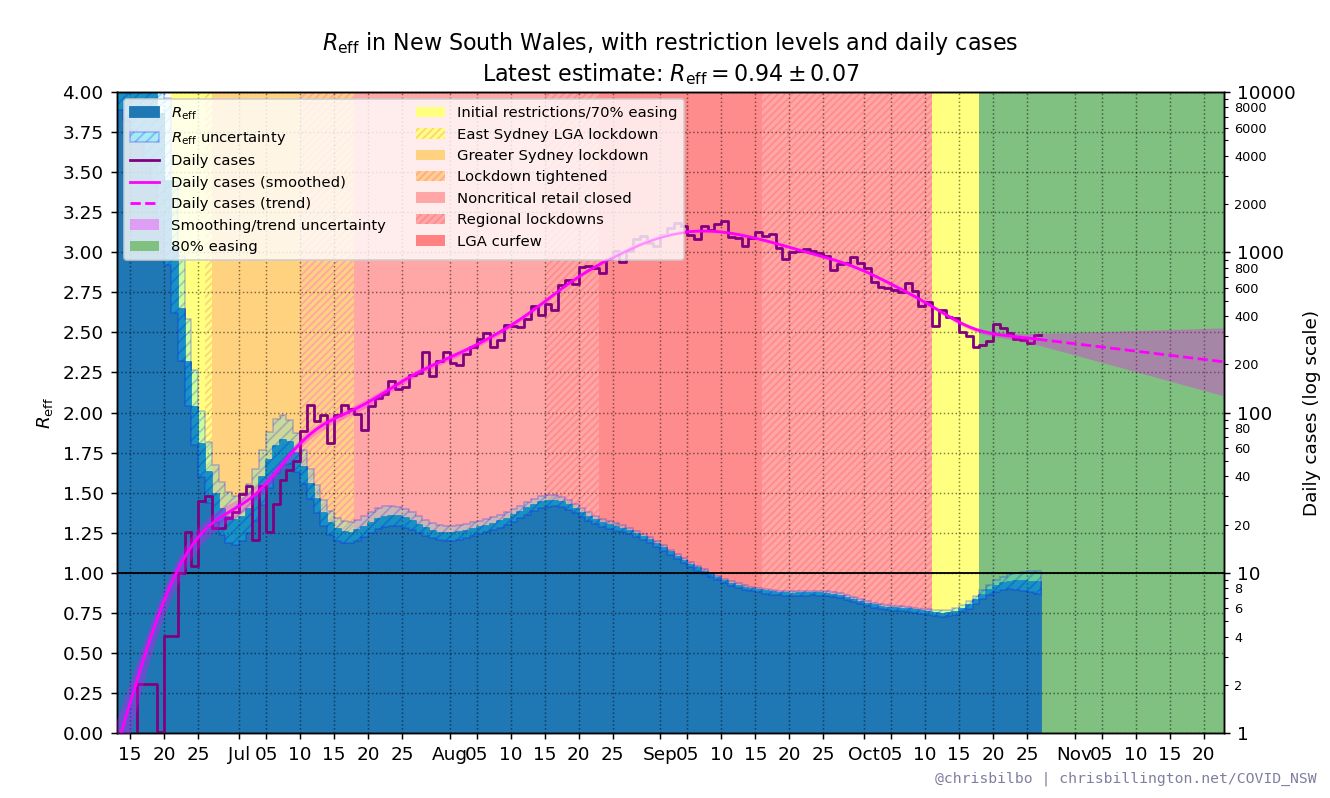 Reff in New South Wales, with restriction levels and daily cases
Latest estimate: Reff = 0.94 ± 0.07
Reff
Reff uncertainty
Daily cases
Daily cases (smoothed)
Daily cases (trend)
Smoothing/trend uncertainty
80% easing
Initial restrictions/70% easing
East Sydney LGA lockdown
Greater Sydney lockdown
Lockdown tightened
Noncritical retail closed
Regional lockdowns
LGA curfew
Reff
4.00
3.75
3.50
3.25
3.00
2.75
2.50
2.25
2.00
1.75
1.50
1.25
1.00
0.75
0.50
0.25
0.00
10000
8000
6000
4000
2000
1000
800
600
400
200
100
80
60
40
20
10
8
6
4
2
1
Daily cases (log scale)
15 20 25 Jul 05 10 15 20 25 Aug 05 10 15 20 25 Sep 05 10 15 20 25 Oct 05 10 15 20 25 Nov 05 10 15 20
@chrisbilbo | chrisbillington.net/COVID_NSW